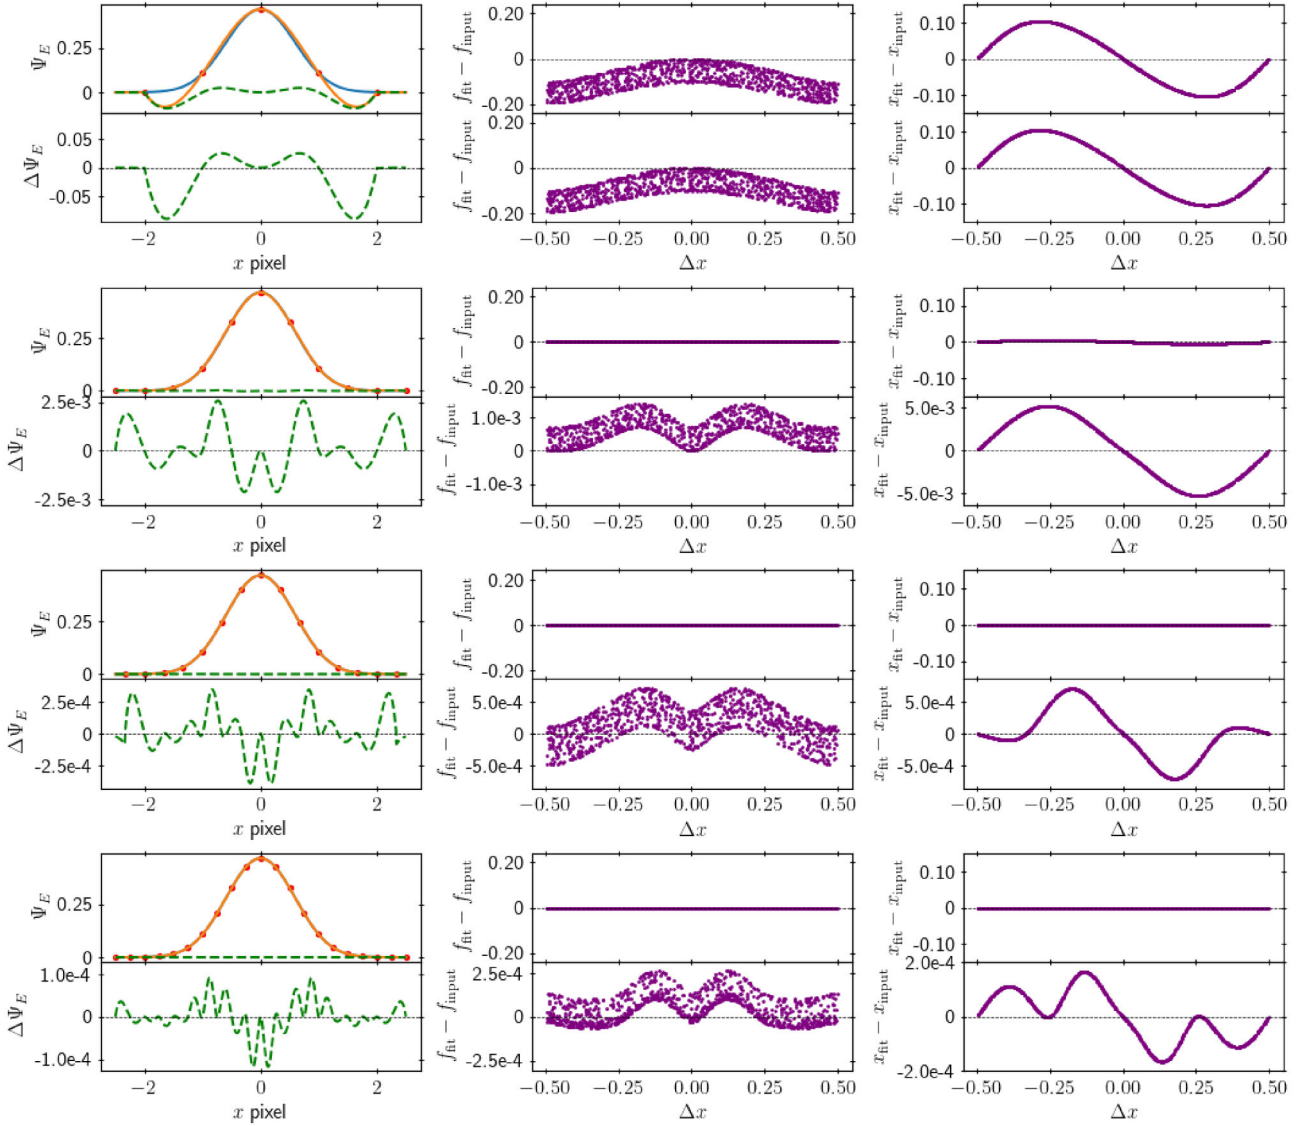 0.25
0
Ψ_E
0.05
0
-0.05
ΔΨ_E
−2 0 2
x pixel
0.20
0
-0.20
f_fit − f_input
0.20
0
-0.20
f_fit − f_input
−0.50 −0.25 0.00 0.25 0.50
Δx
0.10
0
-0.10
x_fit − x_input
0.10
0
-0.10
x_fit − x_input
−0.50 −0.25 0.00 0.25 0.50
Δx
0.25
0
Ψ_E
2.5e-3
0
-2.5e-3
ΔΨ_E
−2 0 2
x pixel
0.20
0
-0.20
f_fit − f_input
1.0e-3
0
-1.0e-3
f_fit − f_input
−0.50 −0.25 0.00 0.25 0.50
Δx
0.10
0
-0.10
x_fit − x_input
5.0e-3
0
-5.0e-3
x_fit − x_input
−0.50 −0.25 0.00 0.25 0.50
Δx
0.25
0
Ψ_E
2.5e-4
0
-2.5e-4
ΔΨ_E
−2 0 2
x pixel
0.20
0
-0.20
f_fit − f_input
5.0e-4
0
-5.0e-4
f_fit − f_input
−0.50 −0.25 0.00 0.25 0.50
Δx
0.10
0
-0.10
x_fit − x_input
5.0e-4
0
-5.0e-4
x_fit − x_input
−0.50 −0.25 0.00 0.25 0.50
Δx
0.25
0
Ψ_E
1.0e-4
0
-1.0e-4
ΔΨ_E
−2 0 2
x pixel
0.20
0
-0.20
f_fit − f_input
2.5e-4
0
-2.5e-4
f_fit − f_input
−0.50 −0.25 0.00 0.25 0.50
Δx
0.10
0
-0.10
x_fit − x_input
2.0e-4
0
-2.0e-4
x_fit − x_input
−0.50 −0.25 0.00 0.25 0.50
Δx